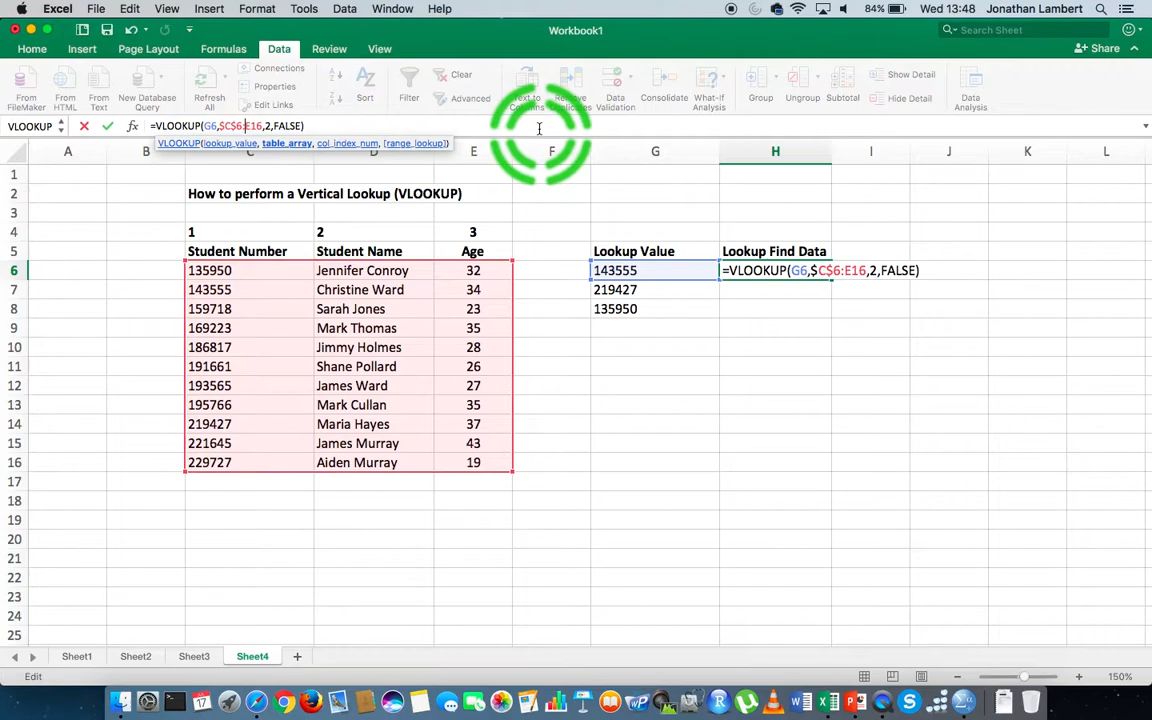 Excel File Edit View Insert Format Tools Data Window Help 84% Wed 13:48 Jonathan Lambert
Workbook1
Search Sheet
Home Insert Page Layout Formulas Data Review View Share
From FileMaker From HTML From Text New Database Query Refresh All Connections Properties Edit Links Sort Filter Clear Advanced Text to Columns Remove Duplicates Data Validation Consolidate What-If Analysis Group Ungroup Subtotal Show Detail Hide Detail Data Analysis
VLOOKUP fx =VLOOKUP(G6,$C$6:E16,2,FALSE)
VLOOKUP(lookup_value, table_array, col_index_num, [range_lookup])
A B C D E F G H I J K L
1
2 How to perform a Vertical Lookup (VLOOKUP)
3
4 1 2 3
5 Student Number Student Name Age Lookup Value Lookup Find Data
6 135950 Jennifer Conroy 32 143555 =VLOOKUP(G6,$C$6:E16,2,FALSE)
7 143555 Christine Ward 34 219427
8 159718 Sarah Jones 23 135950
9 169223 Mark Thomas 35
10 186817 Jimmy Holmes 28
11 191661 Shane Pollard 26
12 193565 James Ward 27
13 195766 Mark Cullan 35
14 219427 Maria Hayes 37
15 221645 James Murray 43
16 229727 Aiden Murray 19
17
18
19
20
21
22
23
24
25
Sheet1 Sheet2 Sheet3 Sheet4
Edit 150%